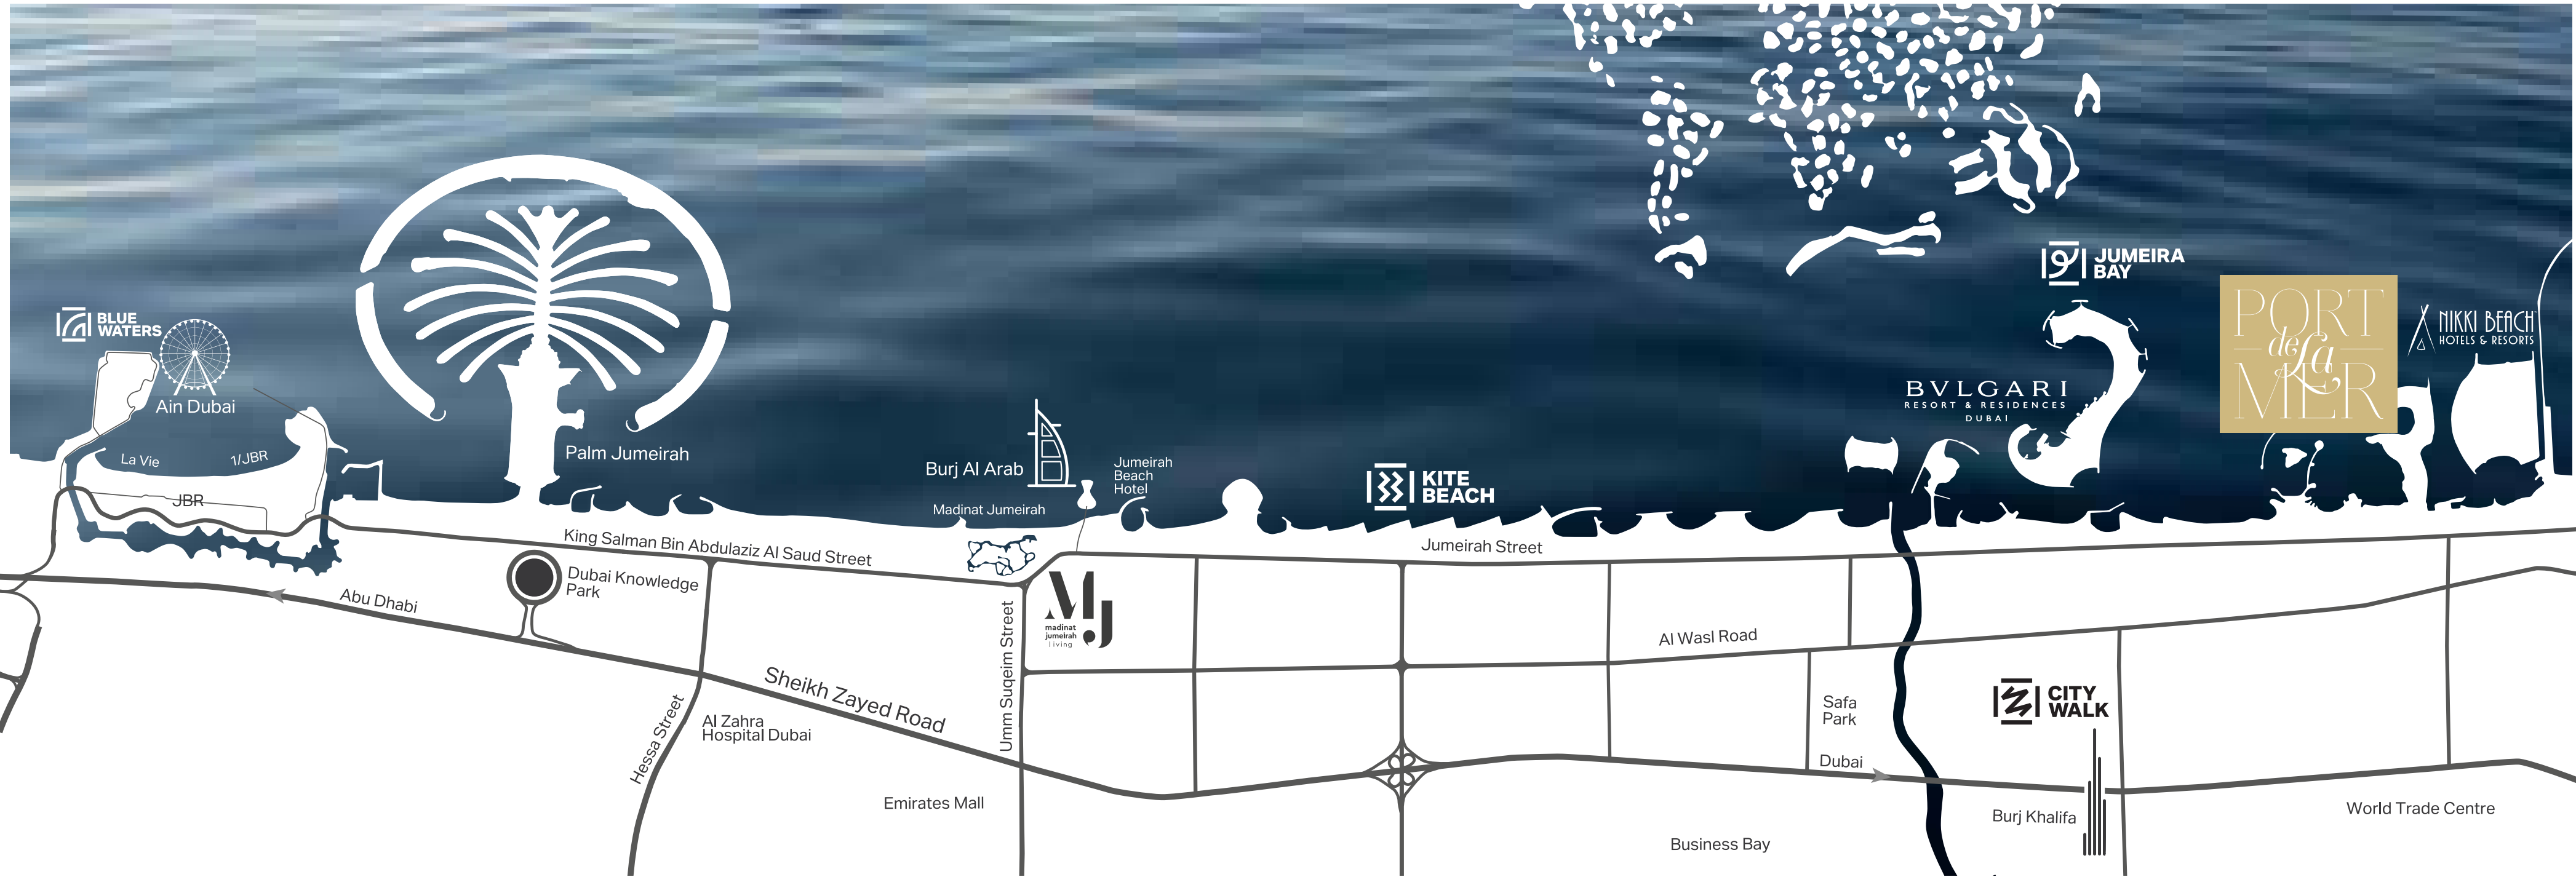 JUMEIRA
BAY
PORT
de La
MER
NIKKI BEACH
HOTELS & RESORTS
BLUE
WATERS
Ain Dubai
BVLGARI
RESORT & RESIDENCES
DUBAI
La Vie
1/JBR
JBR
Palm Jumeirah
Burj Al Arab
Jumeirah
Beach
Hotel
Madinat Jumeirah
KITE
BEACH
King Salman Bin Abdulaziz Al Saud Street
Jumeirah Street
Abu Dhabi
Dubai Knowledge
Park
Umm Suqeim Street
MJ
madinat
jumeirah
living
Al Wasl Road
Sheikh Zayed Road
Hessa Street
Al Zahra
Hospital Dubai
Safa
Park
CITY
WALK
Dubai
Emirates Mall
Business Bay
Burj Khalifa
World Trade Centre